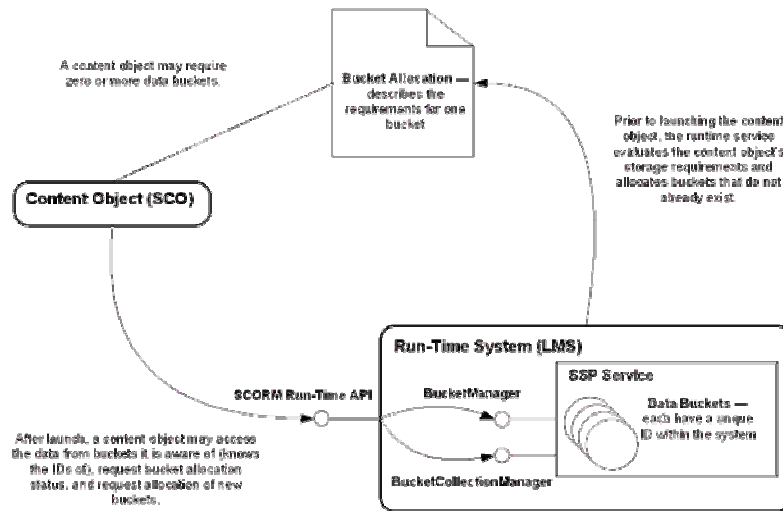 A content object may require
zero or more data buckets.
Bucket Allocation —
describes the
requirements for one
bucket
Prior to launching the content
object, the runtime service
evaluates the content object's
storage requirements and
allocates buckets that do not
already exist.
Content Object (SCO)
Run-Time System (LMS)
SSP Service
SCORM Run-Time API
BucketManager
Data Buckets —
each have a unique
ID within the system
After launch, a content object may access
the data from buckets it is aware of (knows
the IDs of), request bucket allocation
status, and request allocation of new
buckets.
BucketCollectionManager